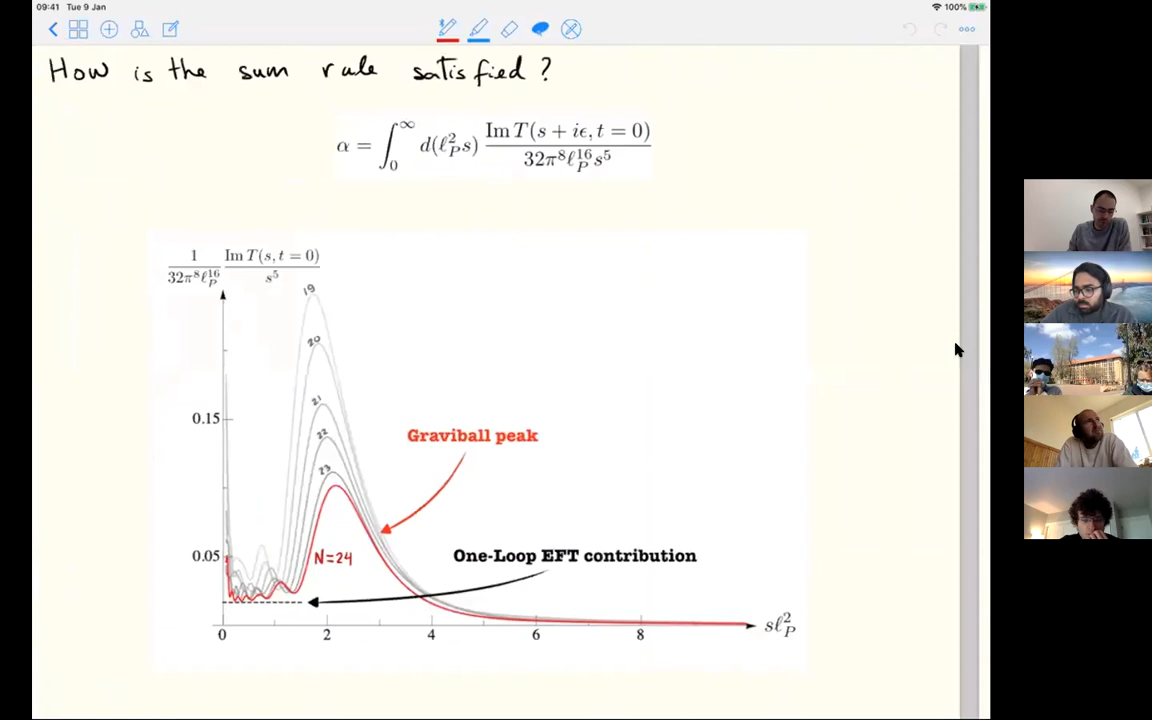 09:41 Tue 9 Jan
100%
How is the sum rule satisfied?
α = ∫₀^∞ d(ℓ_P² s) Im T(s + iϵ, t = 0) / 32π⁸ℓ_P¹⁶ s⁵
1 / 32π⁸ℓ_P¹⁶ Im T(s, t = 0) / s⁵
19
20
21
22
23
0.15
Graviball peak
0.05
N=24
One-Loop EFT contribution
sℓ_P²
0 2 4 6 8